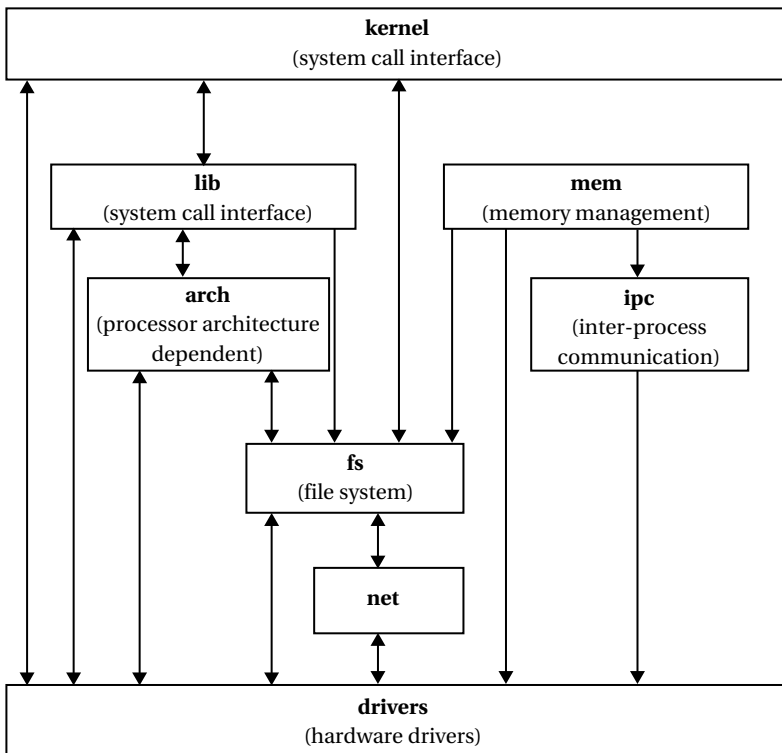 kernel
(system call interface)
lib
(system call interface)
mem
(memory management)
arch
(processor architecture
dependent)
ipc
(inter-process
communication)
fs
(file system)
net
drivers
(hardware drivers)